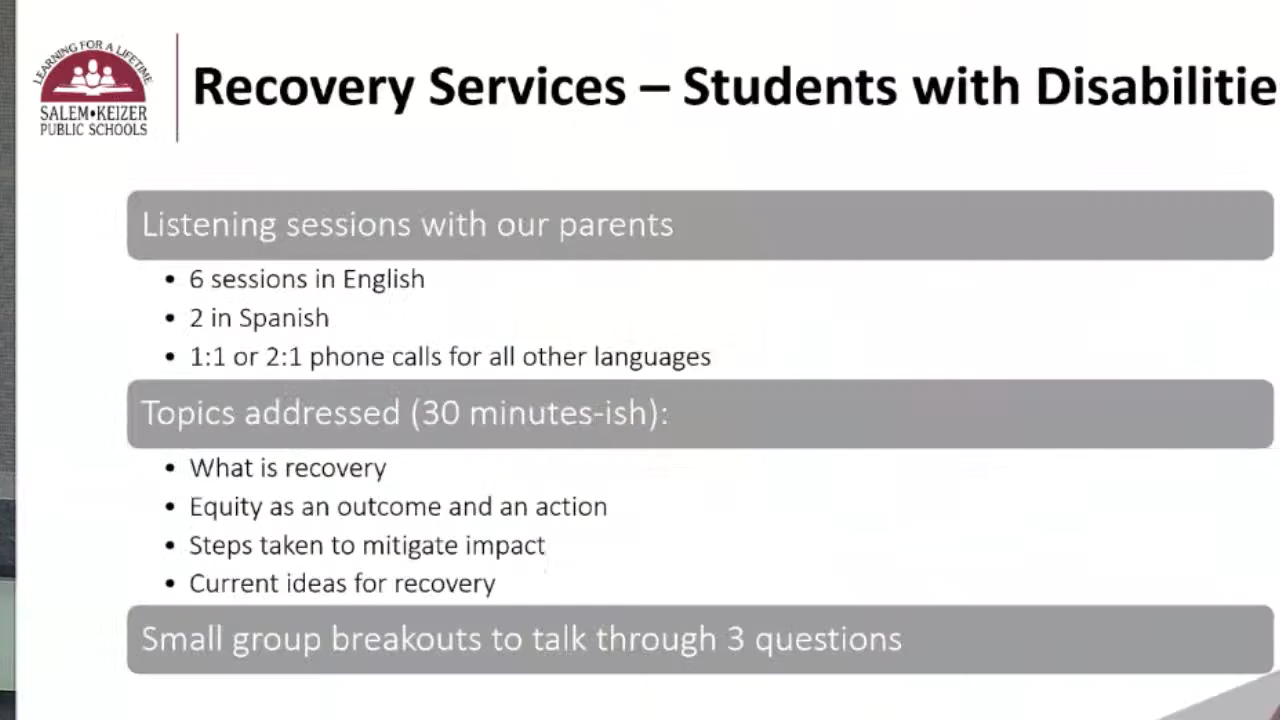 LEARNING FOR A LIFETIME
SALEM•KEIZER
PUBLIC SCHOOLS
Recovery Services – Students with Disabilitie
Listening sessions with our parents
• 6 sessions in English
• 2 in Spanish
• 1:1 or 2:1 phone calls for all other languages
Topics addressed (30 minutes-ish):
• What is recovery
• Equity as an outcome and an action
• Steps taken to mitigate impact
• Current ideas for recovery
Small group breakouts to talk through 3 questions